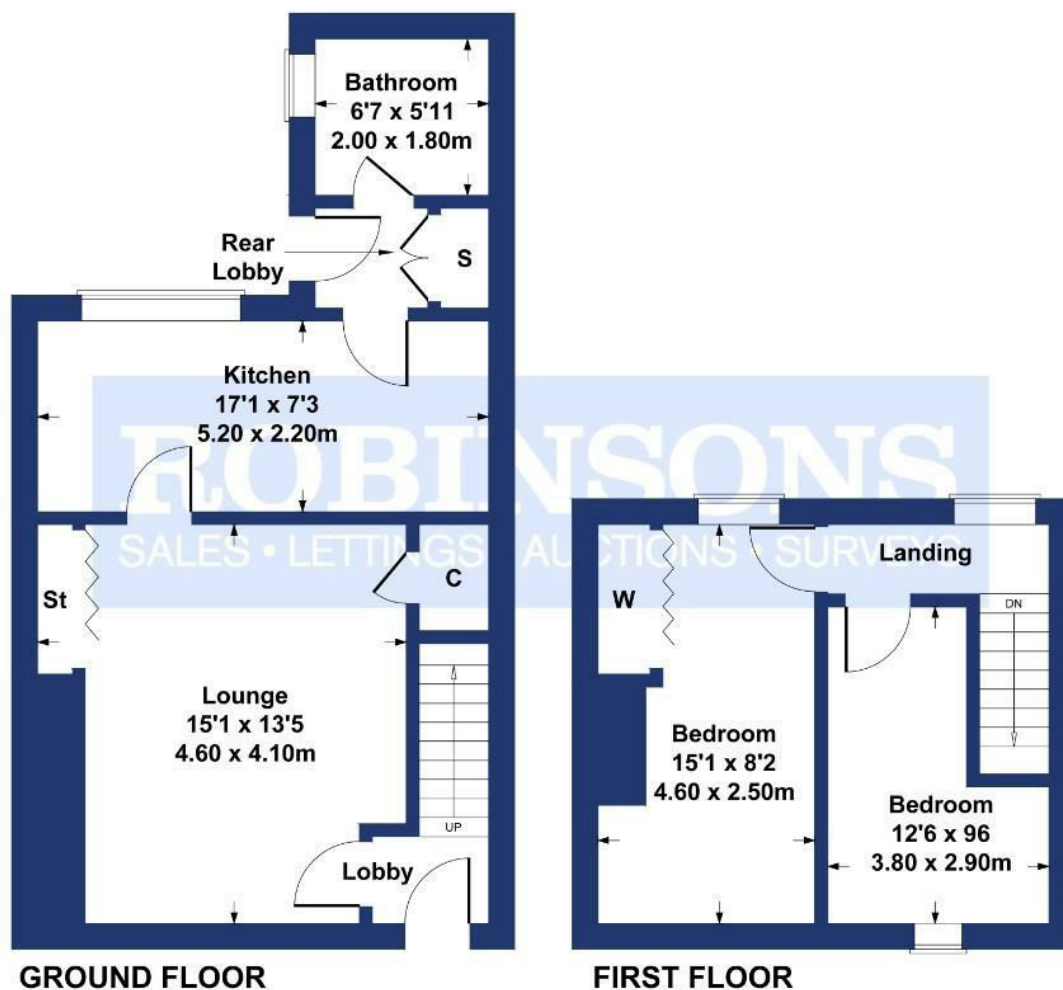 Bathroom
6'7 x 5'11
2.00 x 1.80m
Rear
Lobby
S
Kitchen
17'1 x 7'3
5.20 x 2.20m
ROBINSONS
SALES • LETTINGS • AUCTIONS • SURVEYS
St
C
Lounge
15'1 x 13'5
4.60 x 4.10m
UP
Lobby
GROUND FLOOR
Landing
W
DN
Bedroom
15'1 x 8'2
4.60 x 2.50m
Bedroom
12'6 x 96
3.80 x 2.90m
FIRST FLOOR